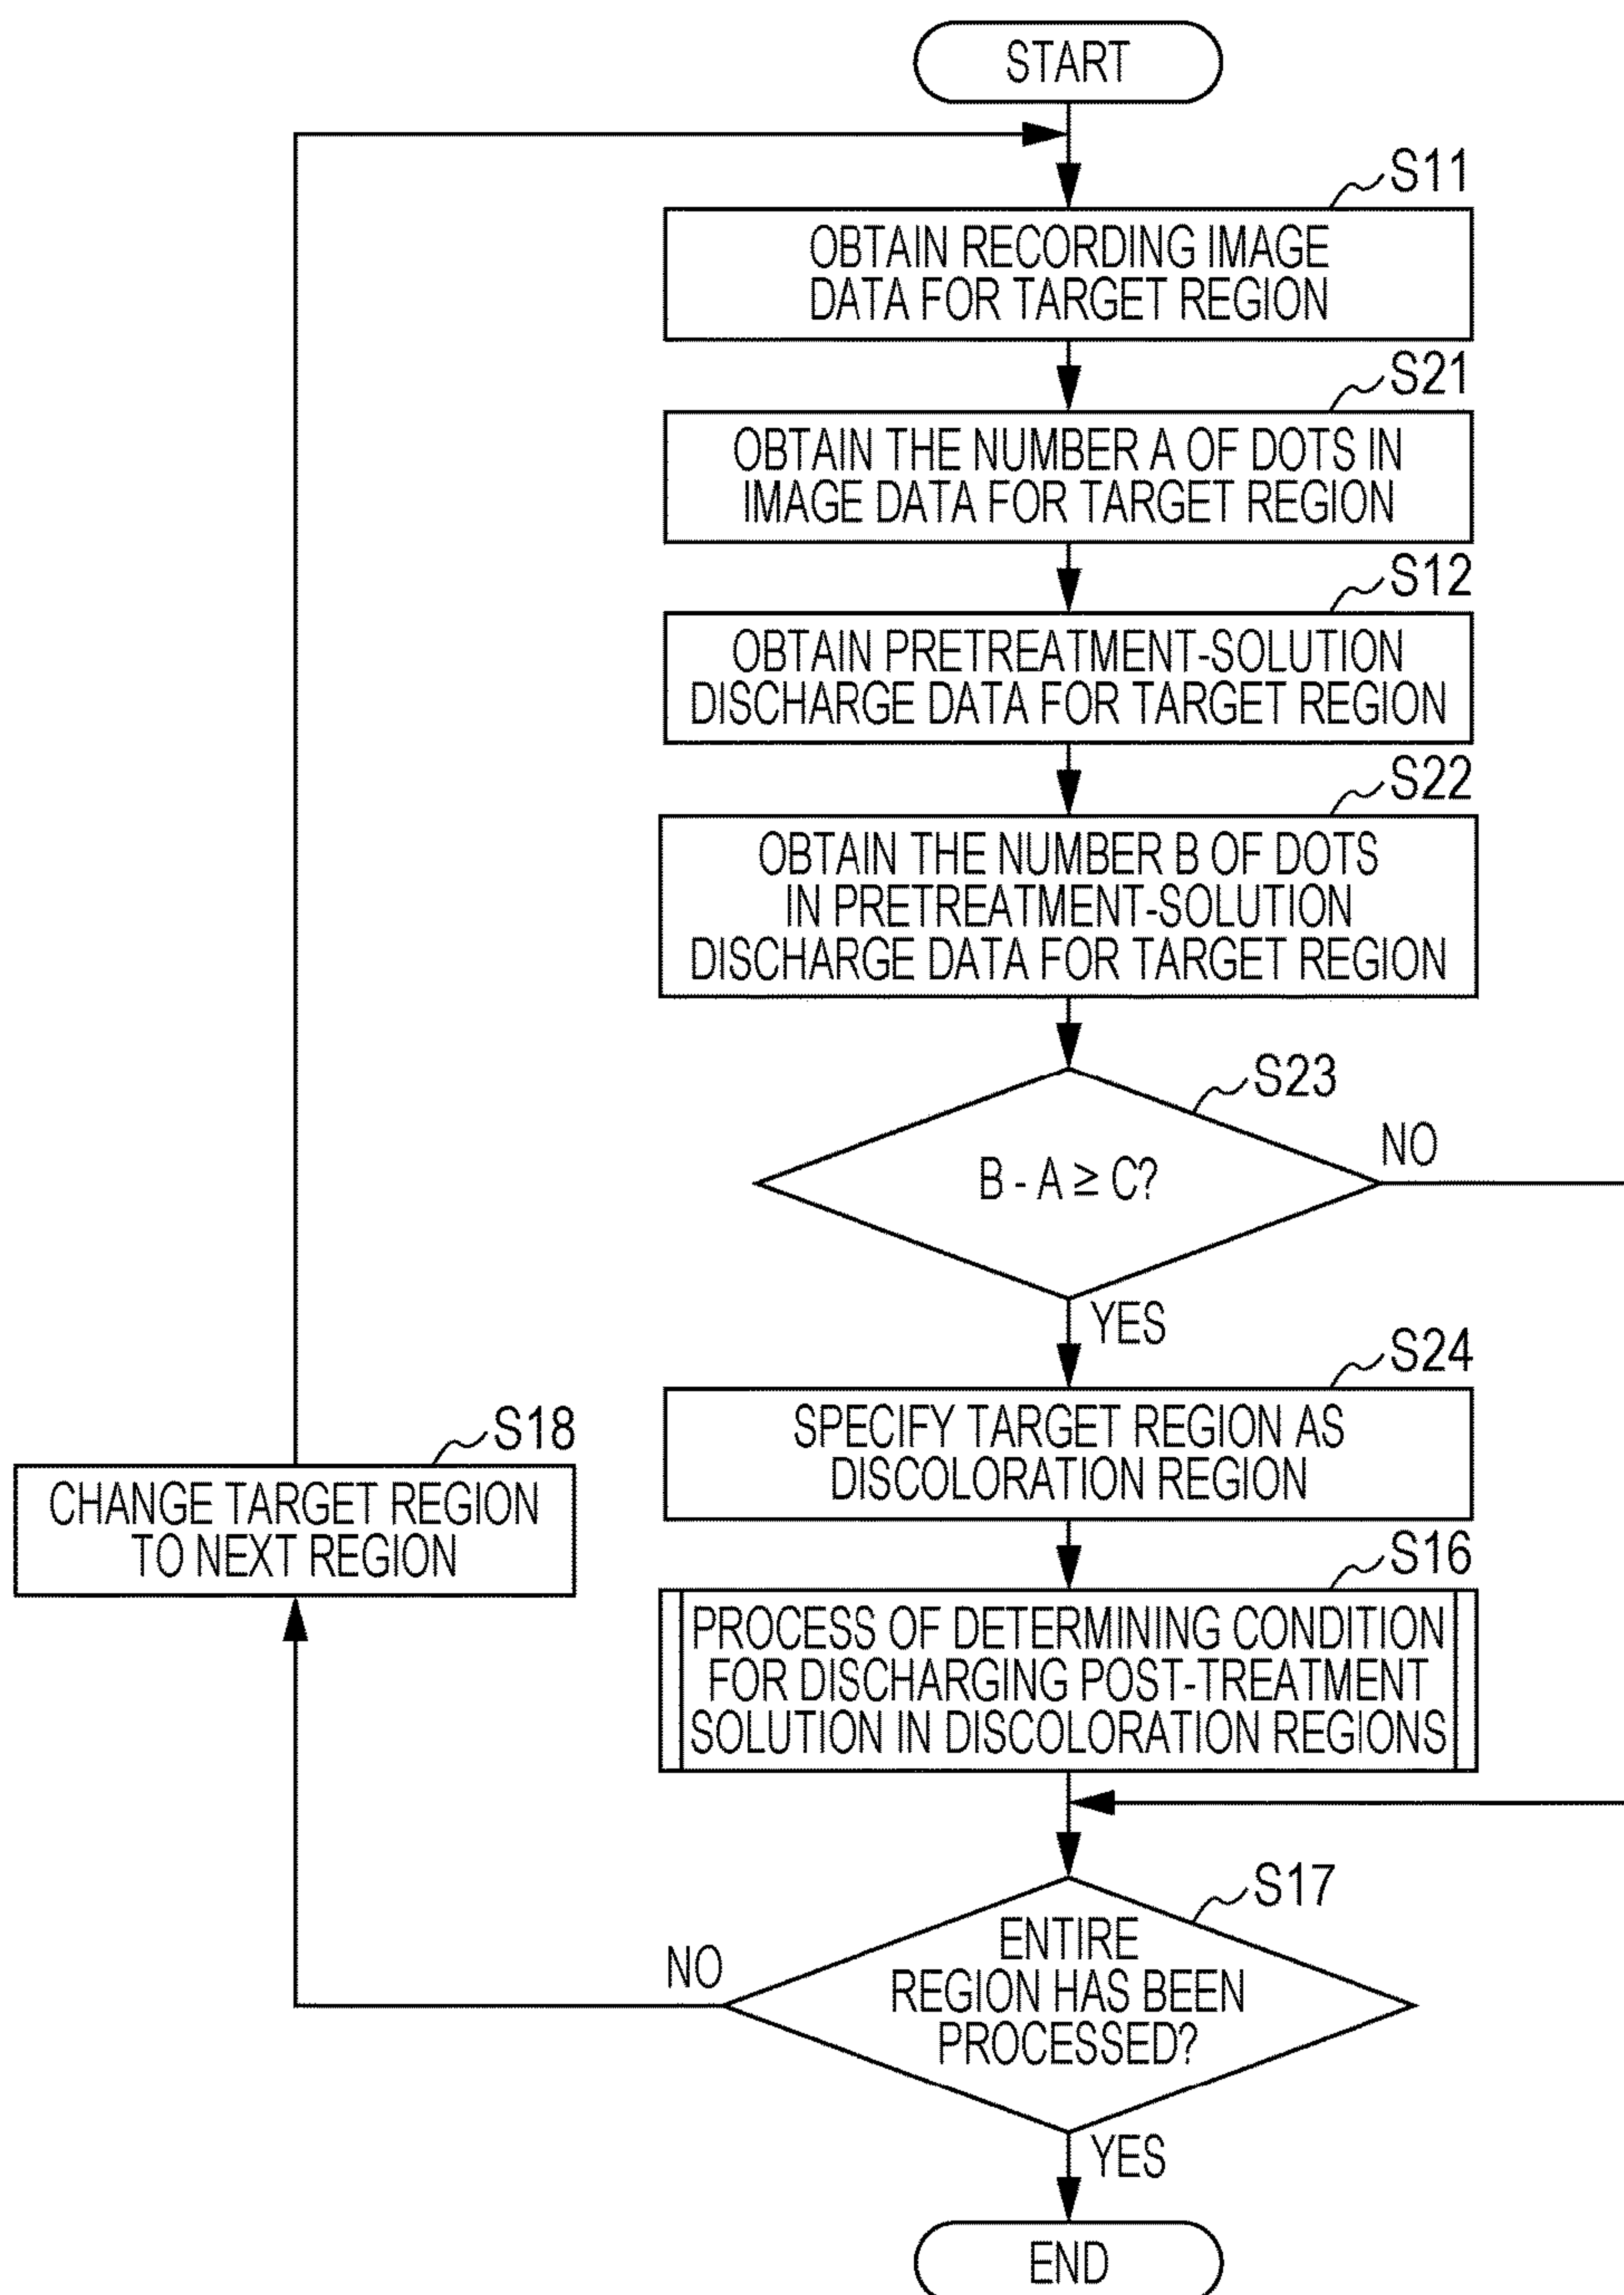 START
S11
OBTAIN RECORDING IMAGE
DATA FOR TARGET REGION
S21
OBTAIN THE NUMBER A OF DOTS IN
IMAGE DATA FOR TARGET REGION
S12
OBTAIN PRETREATMENT-SOLUTION
DISCHARGE DATA FOR TARGET REGION
S22
OBTAIN THE NUMBER B OF DOTS
IN PRETREATMENT-SOLUTION
DISCHARGE DATA FOR TARGET REGION
S23
B - A ≥ C?
NO
YES
S24
SPECIFY TARGET REGION AS
DISCOLORATION REGION
S18
CHANGE TARGET REGION
TO NEXT REGION
S16
PROCESS OF DETERMINING CONDITION
FOR DISCHARGING POST-TREATMENT
SOLUTION IN DISCOLORATION REGIONS
S17
ENTIRE
REGION HAS BEEN
PROCESSED?
NO
YES
END